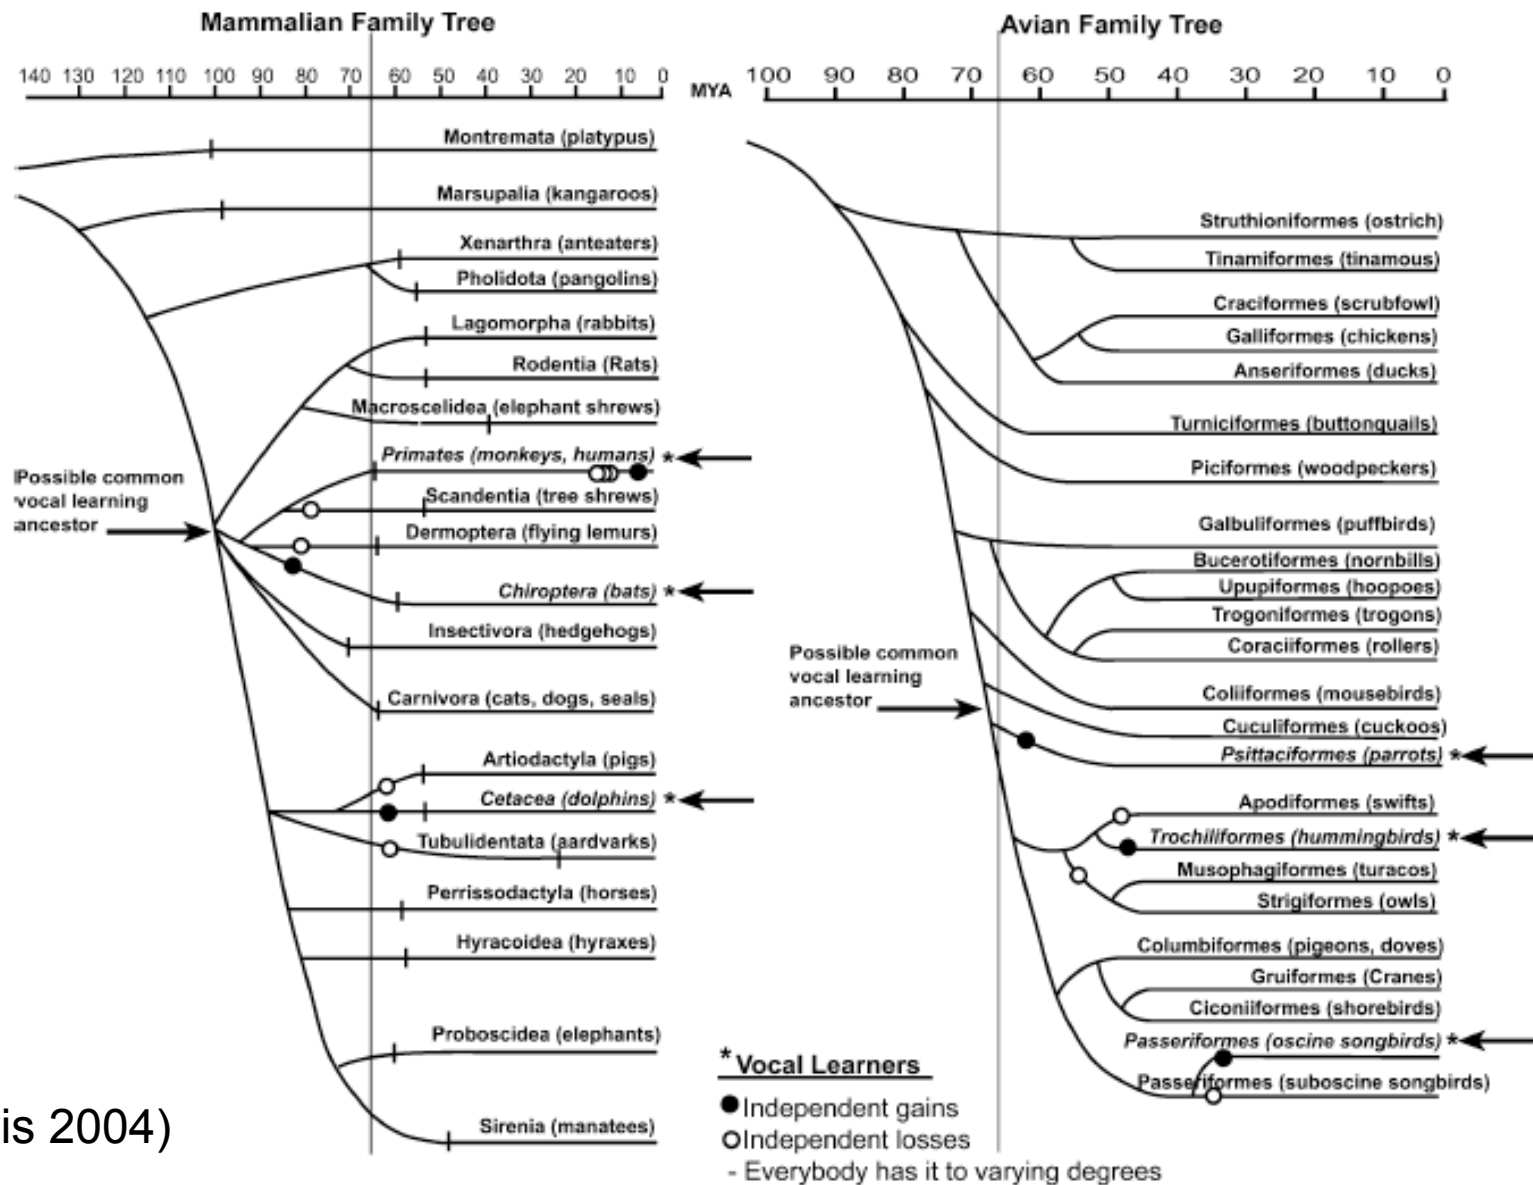 Mammalian Family Tree
140 130 120 110 100 90 80 70 60 50 40 30 20 10 0
Montremata (platypus)
Marsupalia (kangaroos)
Xenarthra (anteaters)
Pholidota (pangolins)
Lagomorpha (rabbits)
Rodentia (Rats)
Macroscelidea (elephant shrews)
Primates (monkeys, humans) *
Possible common
vocal learning
ancestor
Scandentia (tree shrews)
Dermoptera (flying lemurs)
Chiroptera (bats) *
Insectivora (hedgehogs)
Carnivora (cats, dogs, seals)
Artiodactyla (pigs)
Cetacea (dolphins) *
Tubulidentata (aardvarks)
Perrissodactyla (horses)
Hyracoidea (hyraxes)
Proboscidea (elephants)
Sirenia (manatees)
is 2004)
MYA
Avian Family Tree
100 90 80 70 60 50 40 30 20 10 0
Struthioniformes (ostrich)
Tinamiformes (tinamous)
Craciformes (scrubfowl)
Galliformes (chickens)
Anseriformes (ducks)
Turniciformes (buttonquails)
Piciformes (woodpeckers)
Galbuliformes (puffbirds)
Bucerotiformes (nornbills)
Upupiformes (hoopoes)
Trogoniformes (trogons)
Coraciiformes (rollers)
Possible common
vocal learning
ancestor
Coliiformes (mousebirds)
Cuculiformes (cuckoos)
Psittaciformes (parrots) *
Apodiformes (swifts)
Trochiliformes (hummingbirds) *
Musophagiformes (turacos)
Strigiformes (owls)
Columbiformes (pigeons, doves)
Gruiformes (Cranes)
Ciconiiformes (shorebirds)
Passeriformes (oscine songbirds) *
Passeriformes (suboscine songbirds)
* Vocal Learners
Independent gains
Independent losses
- Everybody has it to varying degrees